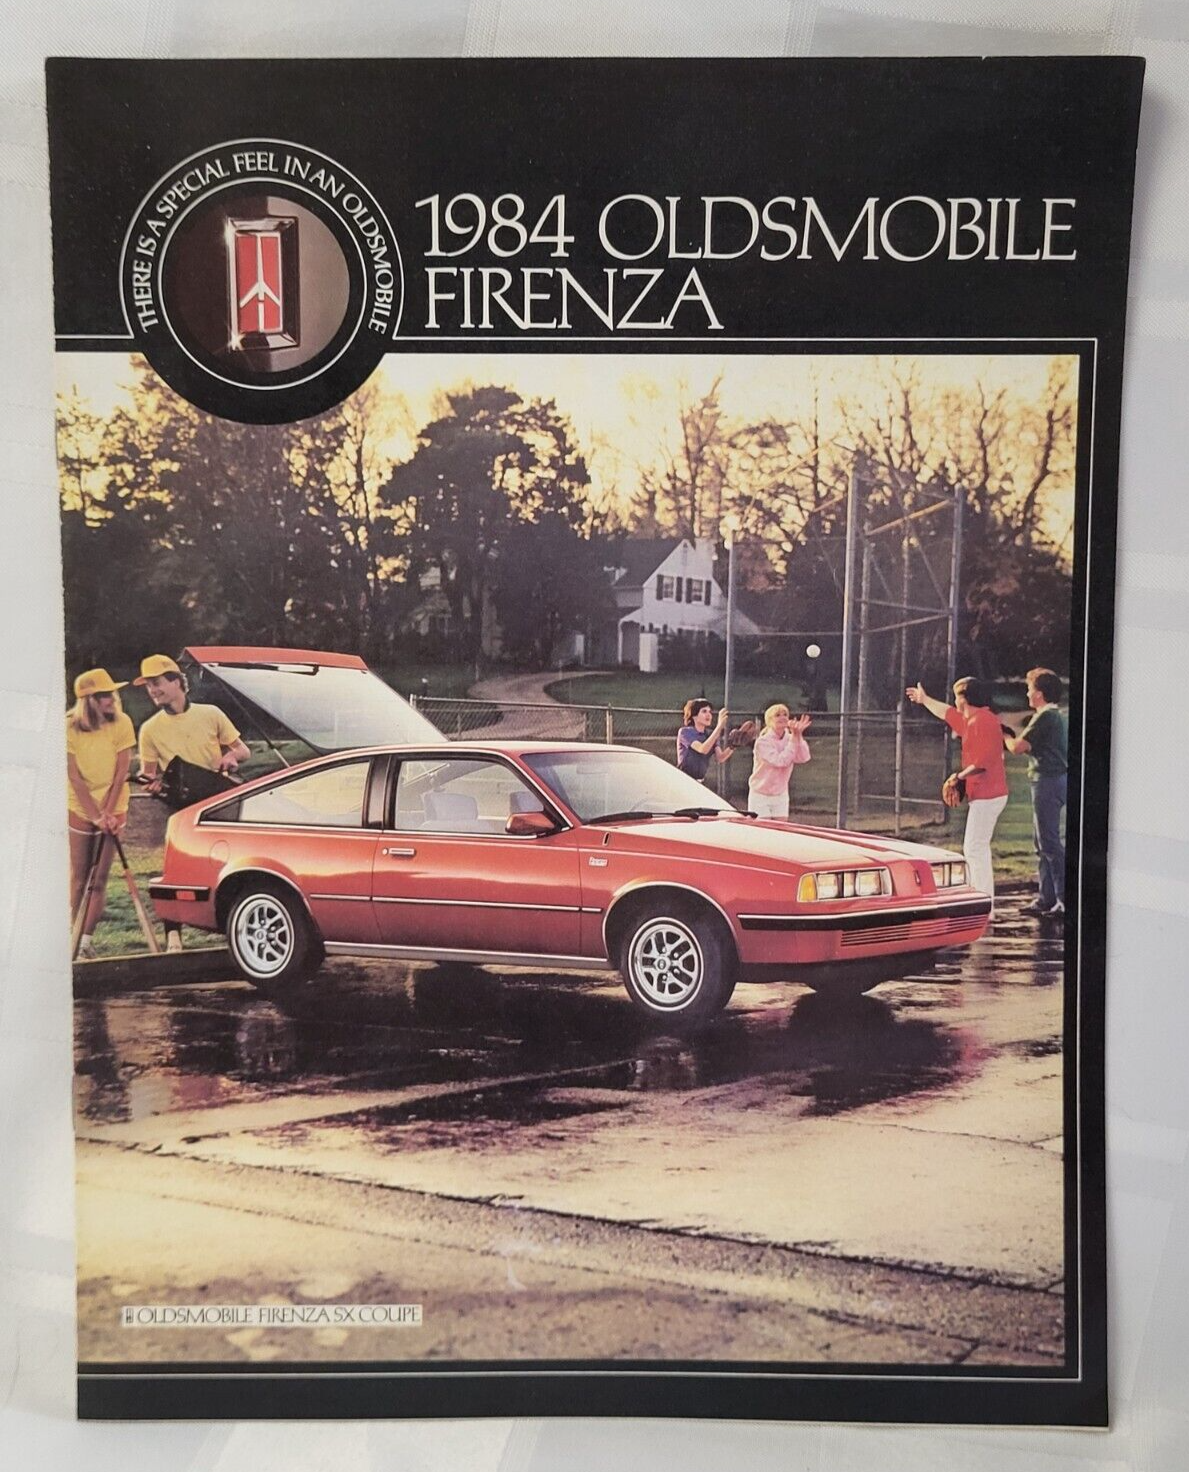 THERE IS A SPECIAL FEEL IN AN OLDSMOBILE
1984 OLDSMOBILE
FIRENZA
OLDSMOBILE FIRENZA SX COUPE